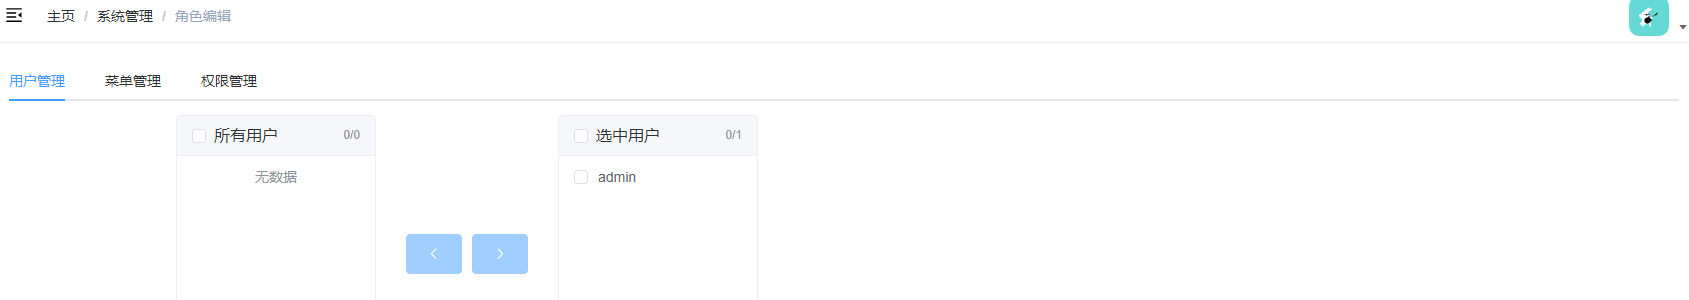 主页 / 系统管理 / 角色编辑
用户管理 菜单管理 权限管理
所有用户 0/0
无数据
选中用户 0/1
admin